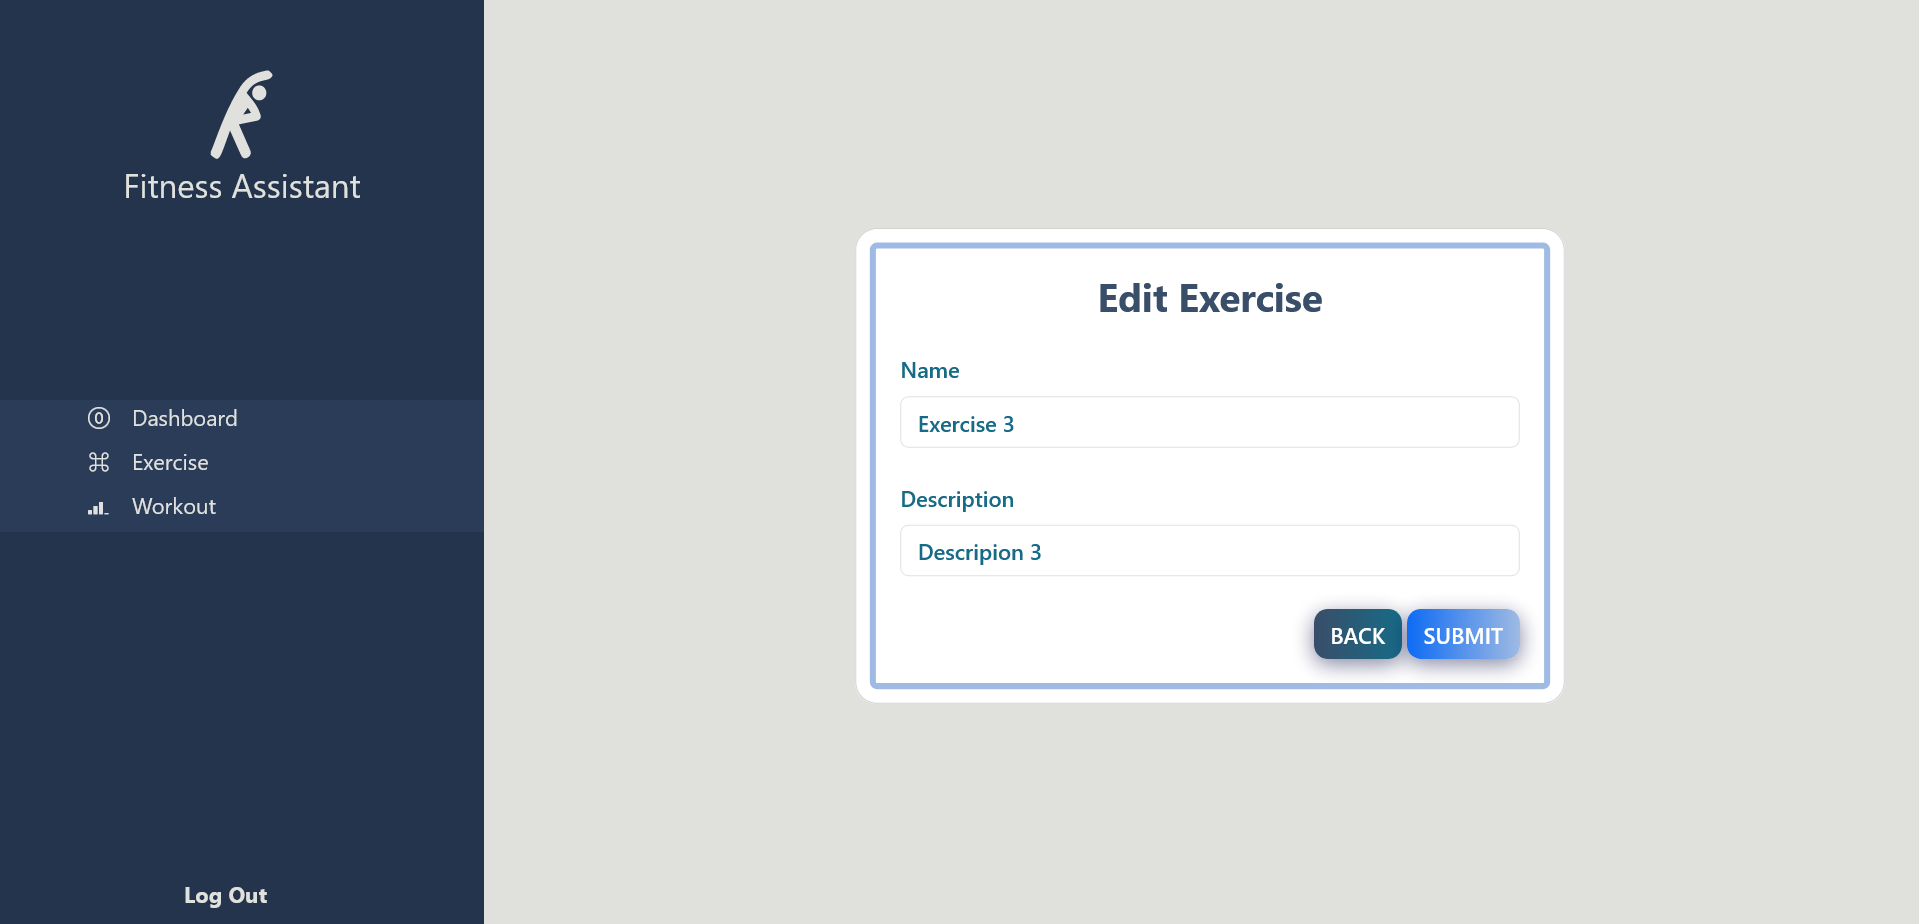 Fitness Assistant
Dashboard
Exercise
Workout
Log Out
Edit Exercise
Name
Exercise 3
Description
Descripion 3
BACK SUBMIT